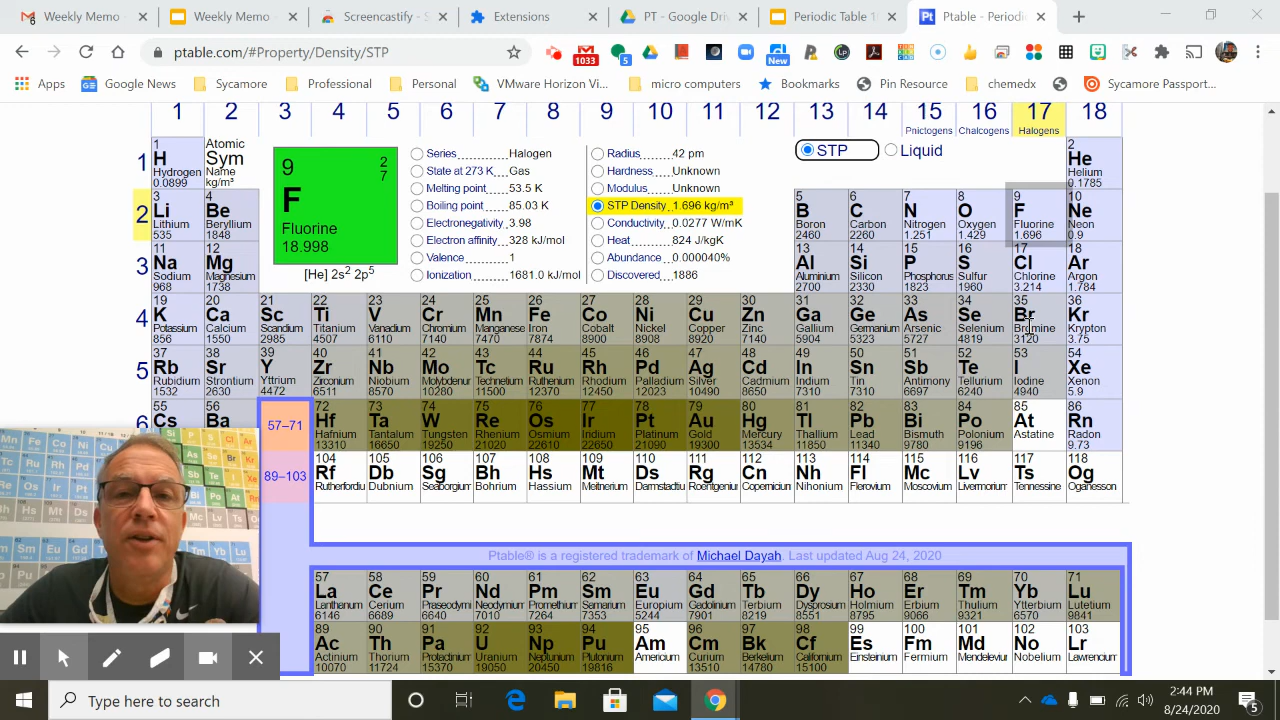 Weekly Memo -
Weekly Memo -
Screencastify - S
Extensions
PT - Google Driv
Periodic Table 1
Ptable - Periodi
ptable.com/#Property/Density/STP
1033
5
New
Apps
Google News
Sycamore
Professional
Personal
VMware Horizon Vi...
micro computers
Bookmarks
Pin Resource
chemedx
Sycamore Passport...
1 2 3 4 5 6 7 8 9 10 11 12 13 14 15 16 17 18
Pnictogens Chalcogens Halogens
1
1 H Hydrogen 0.0899
Atomic
Sym
Name
kg/m³
2 He Helium 0.1785
9 2 7
F
Fluorine
18.998
[He] 2s² 2p⁵
Series Halogen
State at 273 K Gas
Melting point 53.5 K
Boiling point 85.03 K
Electronegativity 3.98
Electron affinity 328 kJ/mol
Valence 1
Ionization 1681.0 kJ/mol
Radius 42 pm
Hardness Unknown
Modulus Unknown
STP Density 1.696 kg/m³
Conductivity 0.0277 W/mK
Heat 824 J/kgK
Abundance 0.000040%
Discovered 1886
STP Liquid
2
3 Li Lithium 535
4 Be Beryllium 1848
5 B Boron 2460
6 C Carbon 2260
7 N Nitrogen 1.251
8 O Oxygen 1.429
9 F Fluorine 1.696
10 Ne Neon 0.9
3
11 Na Sodium 968
12 Mg Magnesium 1738
13 Al Aluminium 2700
14 Si Silicon 2330
15 P Phosphorus 1823
16 S Sulfur 1960
17 Cl Chlorine 3.214
18 Ar Argon 1.784
4
19 K Potassium 856
20 Ca Calcium 1550
21 Sc Scandium 2985
22 Ti Titanium 4507
23 V Vanadium 6110
24 Cr Chromium 7140
25 Mn Manganese 7470
26 Fe Iron 7874
27 Co Cobalt 8900
28 Ni Nickel 8908
29 Cu Copper 8920
30 Zn Zinc 7140
31 Ga Gallium 5904
32 Ge Germanium 5323
33 As Arsenic 5727
34 Se Selenium 4819
35 Br Bromine 3120
36 Kr Krypton 3.75
5
37 Rb Rubidium 1532
38 Sr Strontium 2630
39 Y Yttrium 4472
40 Zr Zirconium 6511
41 Nb Niobium 8570
42 Mo Molybdenum 10280
43 Tc Technetium 11500
44 Ru Ruthenium 12370
45 Rh Rhodium 12450
46 Pd Palladium 12023
47 Ag Silver 10490
48 Cd Cadmium 8650
49 In Indium 7310
50 Sn Tin 7310
51 Sb Antimony 6697
52 Te Tellurium 6240
53 I Iodine 4940
54 Xe Xenon 5.9
6
55 Cs
56 Ba
57–71
72 Hf Hafnium 13310
73 Ta Tantalum 16650
74 W Tungsten 19250
75 Re Rhenium 21020
76 Os Osmium 22610
77 Ir Iridium 22650
78 Pt Platinum 21090
79 Au Gold 19300
80 Hg Mercury 13534
81 Tl Thallium 11850
82 Pb Lead 11340
83 Bi Bismuth 9780
84 Po Polonium 9196
85 At Astatine
86 Rn Radon 9.73
89–103
104 Rf Rutherfordiu
105 Db Dubnium
106 Sg Seaborgium
107 Bh Bohrium
108 Hs Hassium
109 Mt Meitnerium
110 Ds Darmstadtiu
111 Rg Roentgeniu
112 Cn Copernicium
113 Nh Nihonium
114 Fl Flerovium
115 Mc Moscovium
116 Lv Livermorium
117 Ts Tennessine
118 Og Oganesson
Ptable® is a registered trademark of Michael Dayah. Last updated Aug 24, 2020
57 La Lanthanum 6146
58 Ce Cerium 6689
59 Pr Praseodymi 6640
60 Nd Neodymiu 7010
61 Pm Promethiu 7264
62 Sm Samarium 7353
63 Eu Europium 5244
64 Gd Gadolinium 7901
65 Tb Terbium 8219
66 Dy Dysprosium 8551
67 Ho Holmium 8795
68 Er Erbium 9066
69 Tm Thulium 9321
70 Yb Ytterbium 6570
71 Lu Lutetium 9841
89 Ac Actinium 10070
90 Th Thorium 11724
91 Pa Protactinium 15370
92 U Uranium 19050
93 Np Neptunium 20450
94 Pu Plutonium 19816
95 Am Americium
96 Cm Curium 13510
97 Bk Berkelium 14780
98 Cf Californium 15100
99 Es Einsteinium
100 Fm Fermium
101 Md Mendeleviu
102 No Nobelium
103 Lr Lawrencium
Type here to search
2:44 PM
8/24/2020
5